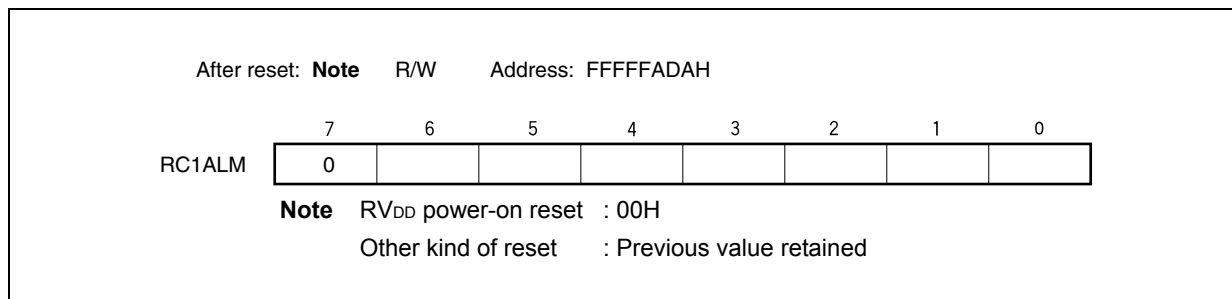 After reset: Note R/W Address: FFFFFADAH
7 6 5 4 3 2 1 0
RC1ALM 0
Note RVDD power-on reset : 00H
Other kind of reset : Previous value retained